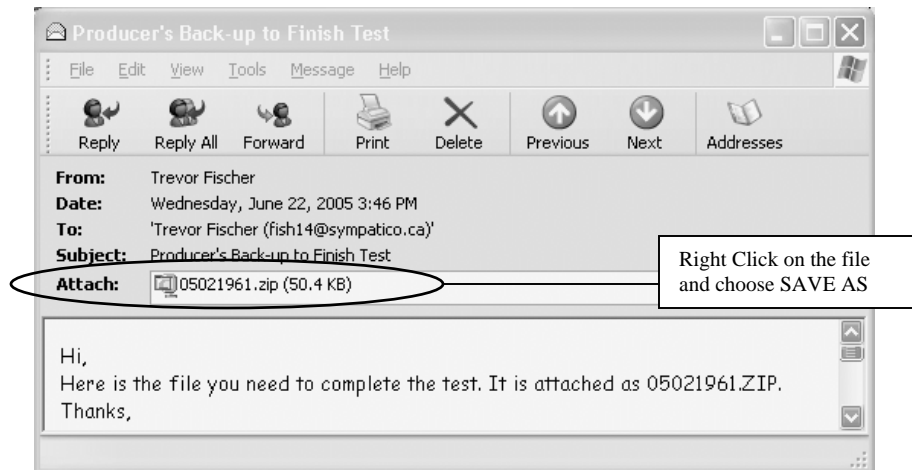 Producer's Back-up to Finish Test
File Edit View Tools Message Help
Reply Reply All Forward Print Delete Previous Next Addresses
From: Trevor Fischer
Date: Wednesday, June 22, 2005 3:46 PM
To: 'Trevor Fischer (fish14@sympatico.ca)'
Subject: Producer's Back-up to Finish Test
Attach: 05021961.zip (50.4 KB)
Right Click on the file
and choose SAVE AS
Hi,
Here is the file you need to complete the test. It is attached as 05021961.ZIP.
Thanks,